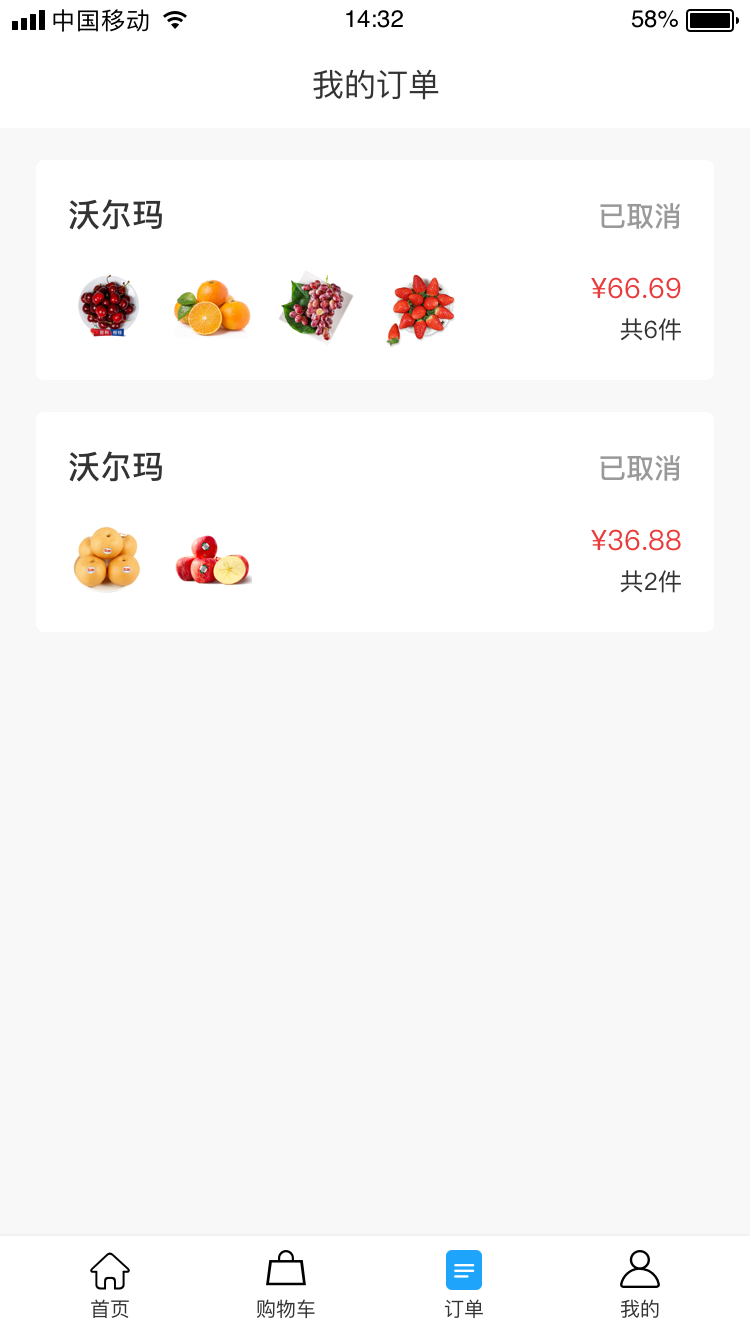 中国移动 14:32 58%
我的订单
沃尔玛 已取消
¥66.69
共6件
沃尔玛 已取消
¥36.88
共2件
首页 购物车 订单 我的